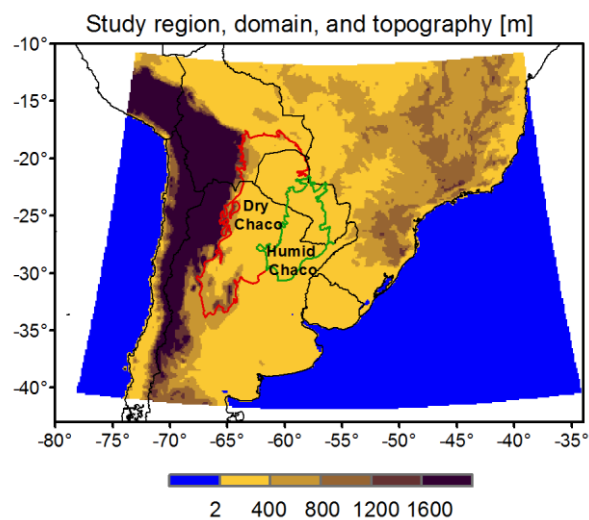 Study region, domain, and topography [m]
-10°
-15°
-20°
-25°
-30°
-35°
-40°
Dry
Chaco
Humid
Chaco
-80° -75° -70° -65° -60° -55° -50° -45° -40° -35°
2 400 800 1200 1600